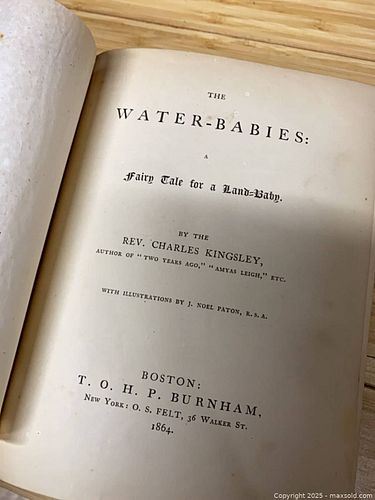 THE
WATER-BABIES:
A
Fairy Tale for a Land-Baby.
BY THE
REV. CHARLES KINGSLEY,
AUTHOR OF "TWO YEARS AGO," "AMYAS LEIGH," ETC.
WITH ILLUSTRATIONS BY J. NOEL PATON, R. S. A.
BOSTON:
T. O. H. P. BURNHAM,
NEW YORK: O. S. FELT, 36 WALKER ST.
1864.
Copyright © 2025 - maxsold.com